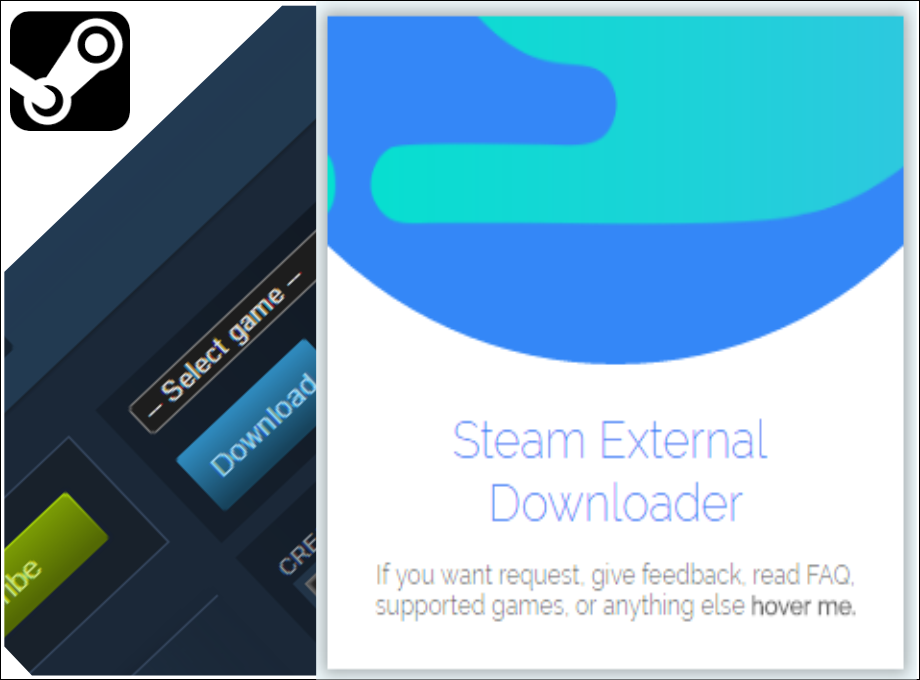 – Select game –
Download
ibe
CRE
Steam External
Downloader
If you want request, give feedback, read FAQ,
supported games, or anything else hover me.